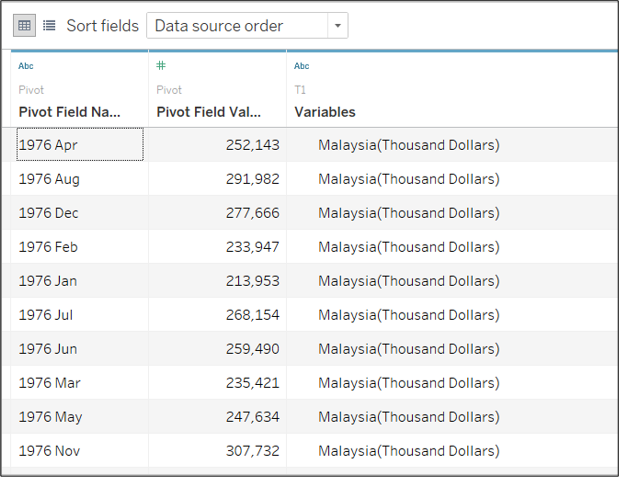 Sort fields Data source order
Abc # Abc
Pivot Pivot T1
Pivot Field Na... Pivot Field Val... Variables
1976 Apr 252,143 Malaysia(Thousand Dollars)
1976 Aug 291,982 Malaysia(Thousand Dollars)
1976 Dec 277,666 Malaysia(Thousand Dollars)
1976 Feb 233,947 Malaysia(Thousand Dollars)
1976 Jan 213,953 Malaysia(Thousand Dollars)
1976 Jul 268,154 Malaysia(Thousand Dollars)
1976 Jun 259,490 Malaysia(Thousand Dollars)
1976 Mar 235,421 Malaysia(Thousand Dollars)
1976 May 247,634 Malaysia(Thousand Dollars)
1976 Nov 307,732 Malaysia(Thousand Dollars)